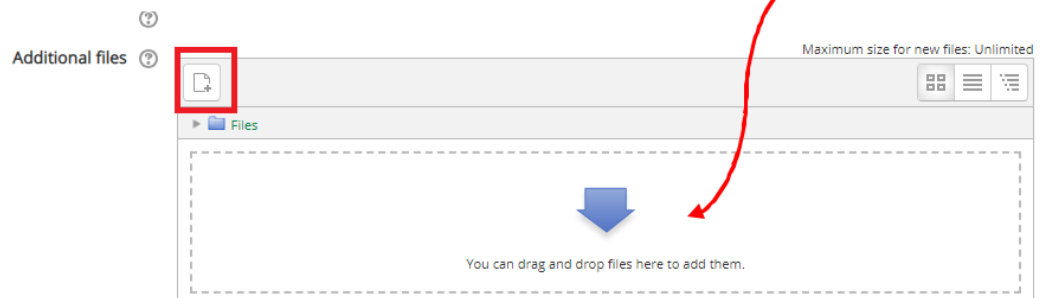 Additional files
Maximum size for new files: Unlimited
Files
You can drag and drop files here to add them.